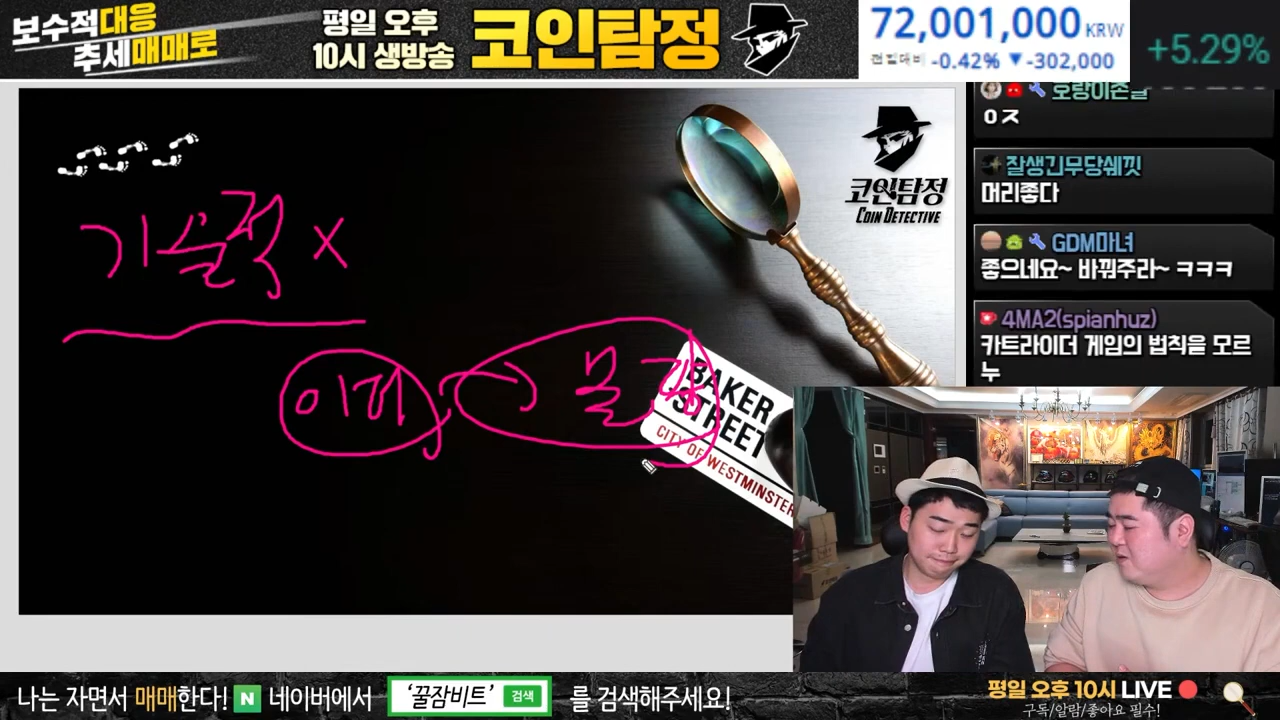 보수적대응
추세매매로
평일 오후
10시 생방송
코인탐정
72,001,000 KRW
전일대비 -0.42% ▼-302,000
+5.29%
코인탐정
COIN DETECTIVE
기술적 X
이미
BAKER
STREET
CITY OF WESTMINSTER
ㅇㅈ
잘생긴무당쉐낏
머리좋다
GDM마녀
좋으네요~ 바꿔주라~ ㅋㅋㅋ
4MA2(spianhuz)
카트라이더 게임의 법칙을 모르
누
나는 자면서 매매한다! N 네이버에서 '꿀잠비트' 검색 를 검색해주세요!
평일 오후 10시 LIVE
구독/알람/좋아요 필수!